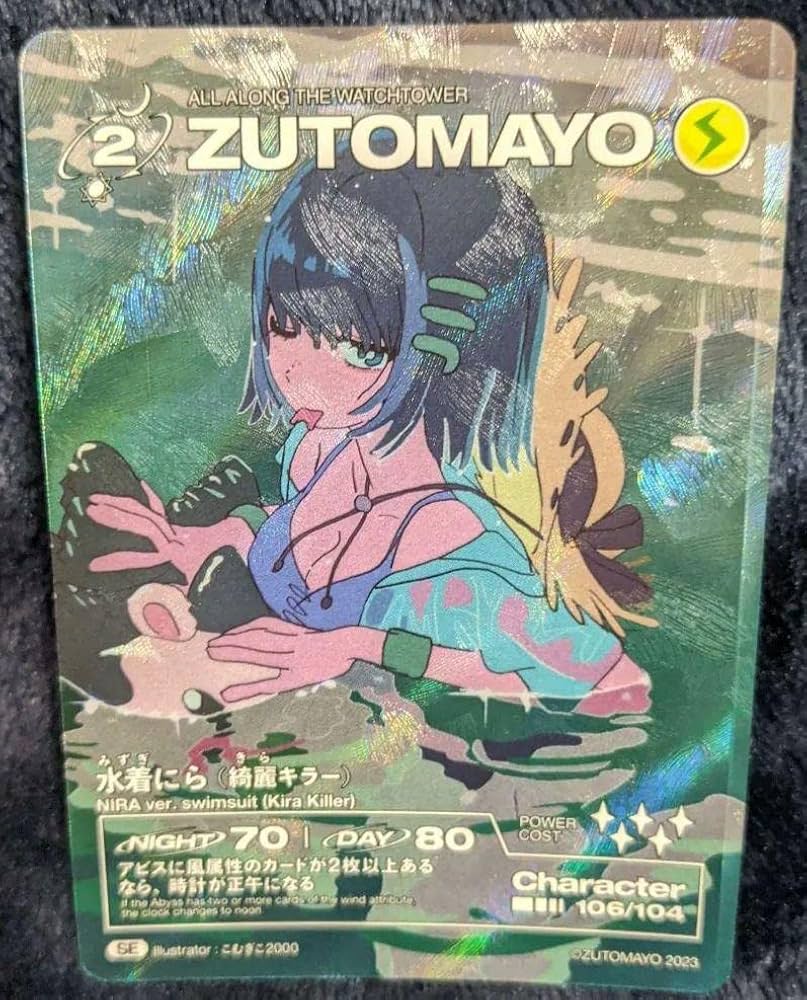 ALL ALONG THE WATCHTOWER
2 ZUTOMAYO
みずぎ きら
水着にら (綺麗キラー)
NIRA ver. swimsuit (Kira Killer)
NIGHT 70 | DAY 80
POWER COST
アビスに風属性のカードが2枚以上ある
なら、時計が正午になる
If the Abyss has two or more cards of the wind attribute,
the clock changes to noon.
Character
106/104
SE illustrator : こむぎこ2000
©ZUTOMAYO 2023